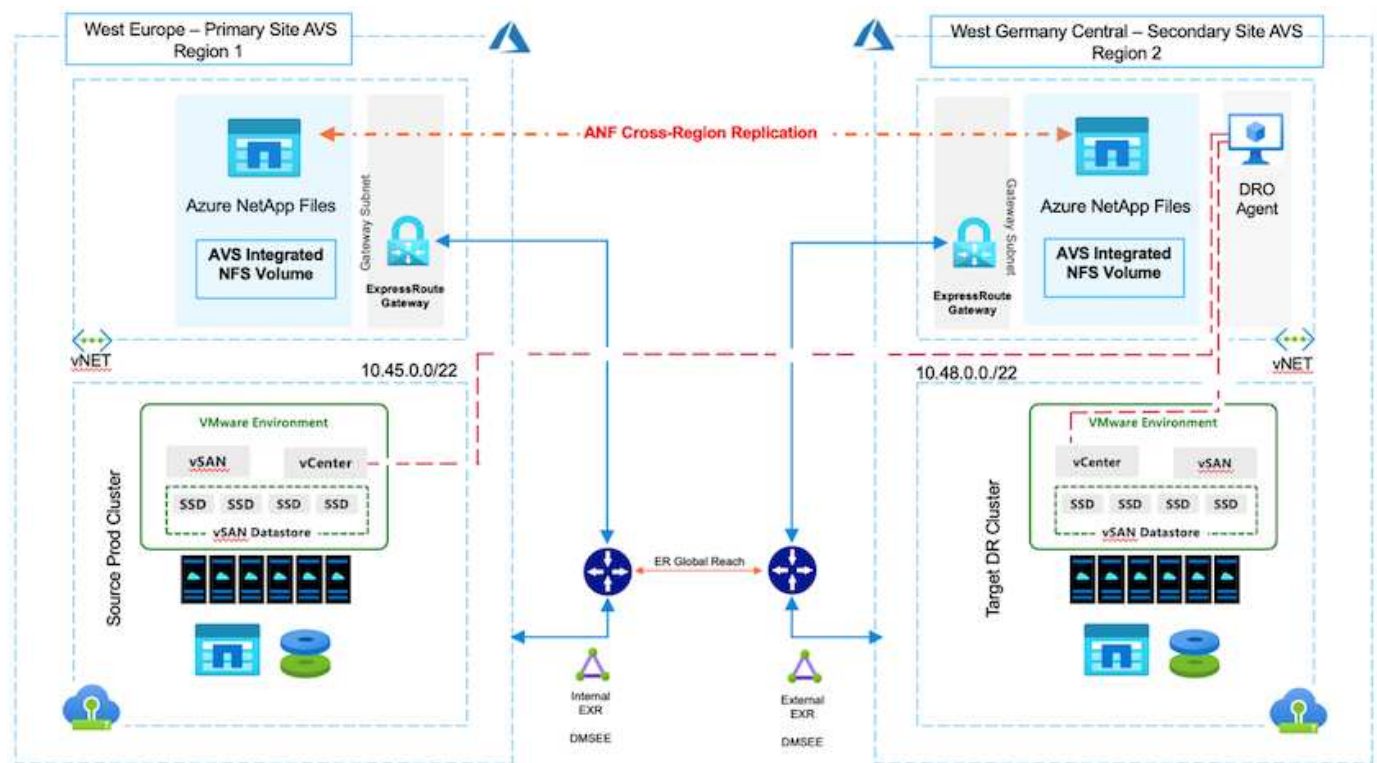 West Europe – Primary Site AVS
Region 1
West Germany Central – Secondary Site AVS
Region 2
ANF Cross-Region Replication
Azure NetApp Files
AVS Integrated
NFS Volume
Gateway Subnet
ExpressRoute
Gateway
Gateway Subnet
ExpressRoute
Gateway
Azure NetApp Files
AVS Integrated
NFS Volume
DRO
Agent
vNET
vNET
10.45.0.0/22
10.48.0.0./22
Source Prod Cluster
VMware Environment
vSAN
vCenter
SSD
SSD
SSD
SSD
vSAN Datastore
ER Global Reach
Internal
EXR
DMSEE
External
EXR
DMSEE
Target DR Cluster
VMware Environment
vCenter
vSAN
SSD
SSD
SSD
SSD
vSAN Datastore